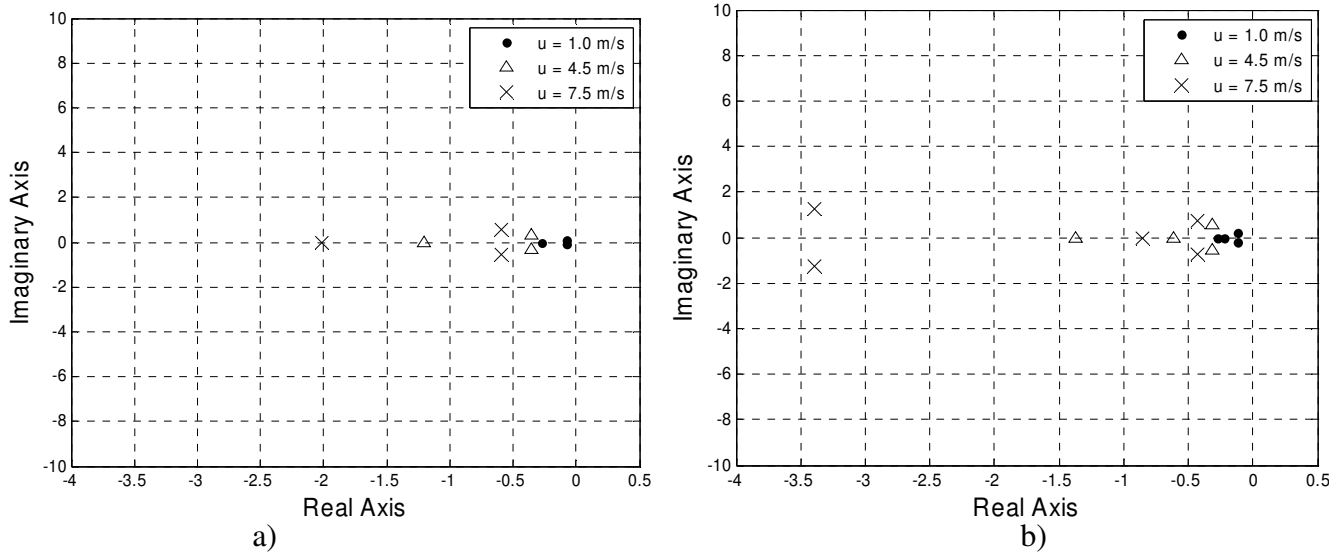 10
8
6
4
2
0
-2
-4
-6
-8
-10
-4 -3.5 -3 -2.5 -2 -1.5 -1 -0.5 0 0.5
Imaginary Axis
Real Axis
u = 1.0 m/s
u = 4.5 m/s
u = 7.5 m/s
a)
10
8
6
4
2
0
-2
-4
-6
-8
-10
-4 -3.5 -3 -2.5 -2 -1.5 -1 -0.5 0 0.5
Imaginary Axis
Real Axis
u = 1.0 m/s
u = 4.5 m/s
u = 7.5 m/s
b)